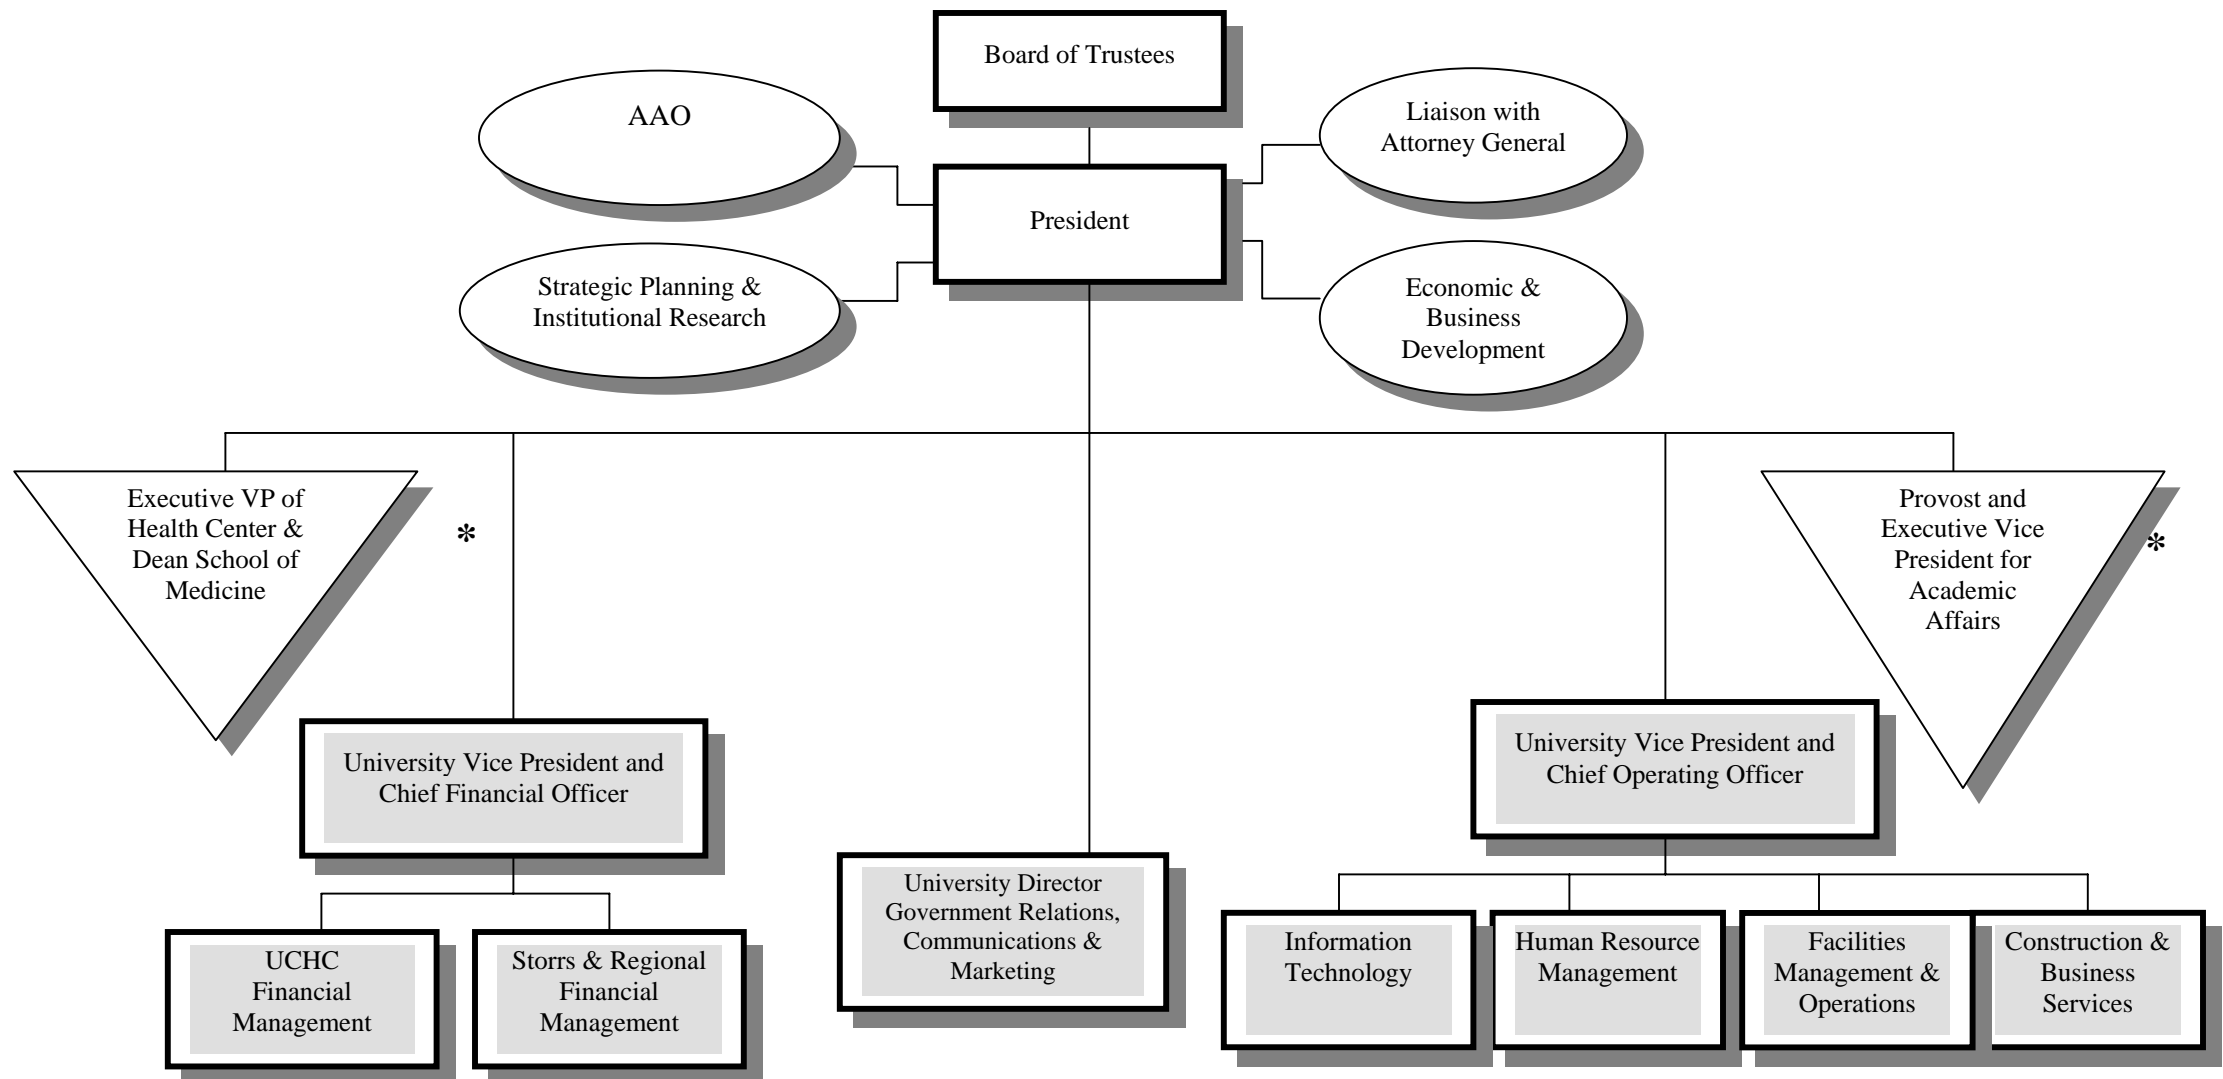 Board of Trustees
AAO
Liaison with
Attorney General
President
Strategic Planning &
Institutional Research
Economic &
Business
Development
Executive VP of
Health Center &
Dean School of
Medicine
*
Provost and
Executive Vice
President for
Academic
Affairs
*
University Vice President and
Chief Financial Officer
University Vice President and
Chief Operating Officer
University Director
Government Relations,
Communications &
Marketing
UCHC
Financial
Management
Storrs & Regional
Financial
Management
Information
Technology
Human Resource
Management
Facilities
Management &
Operations
Construction &
Business
Services